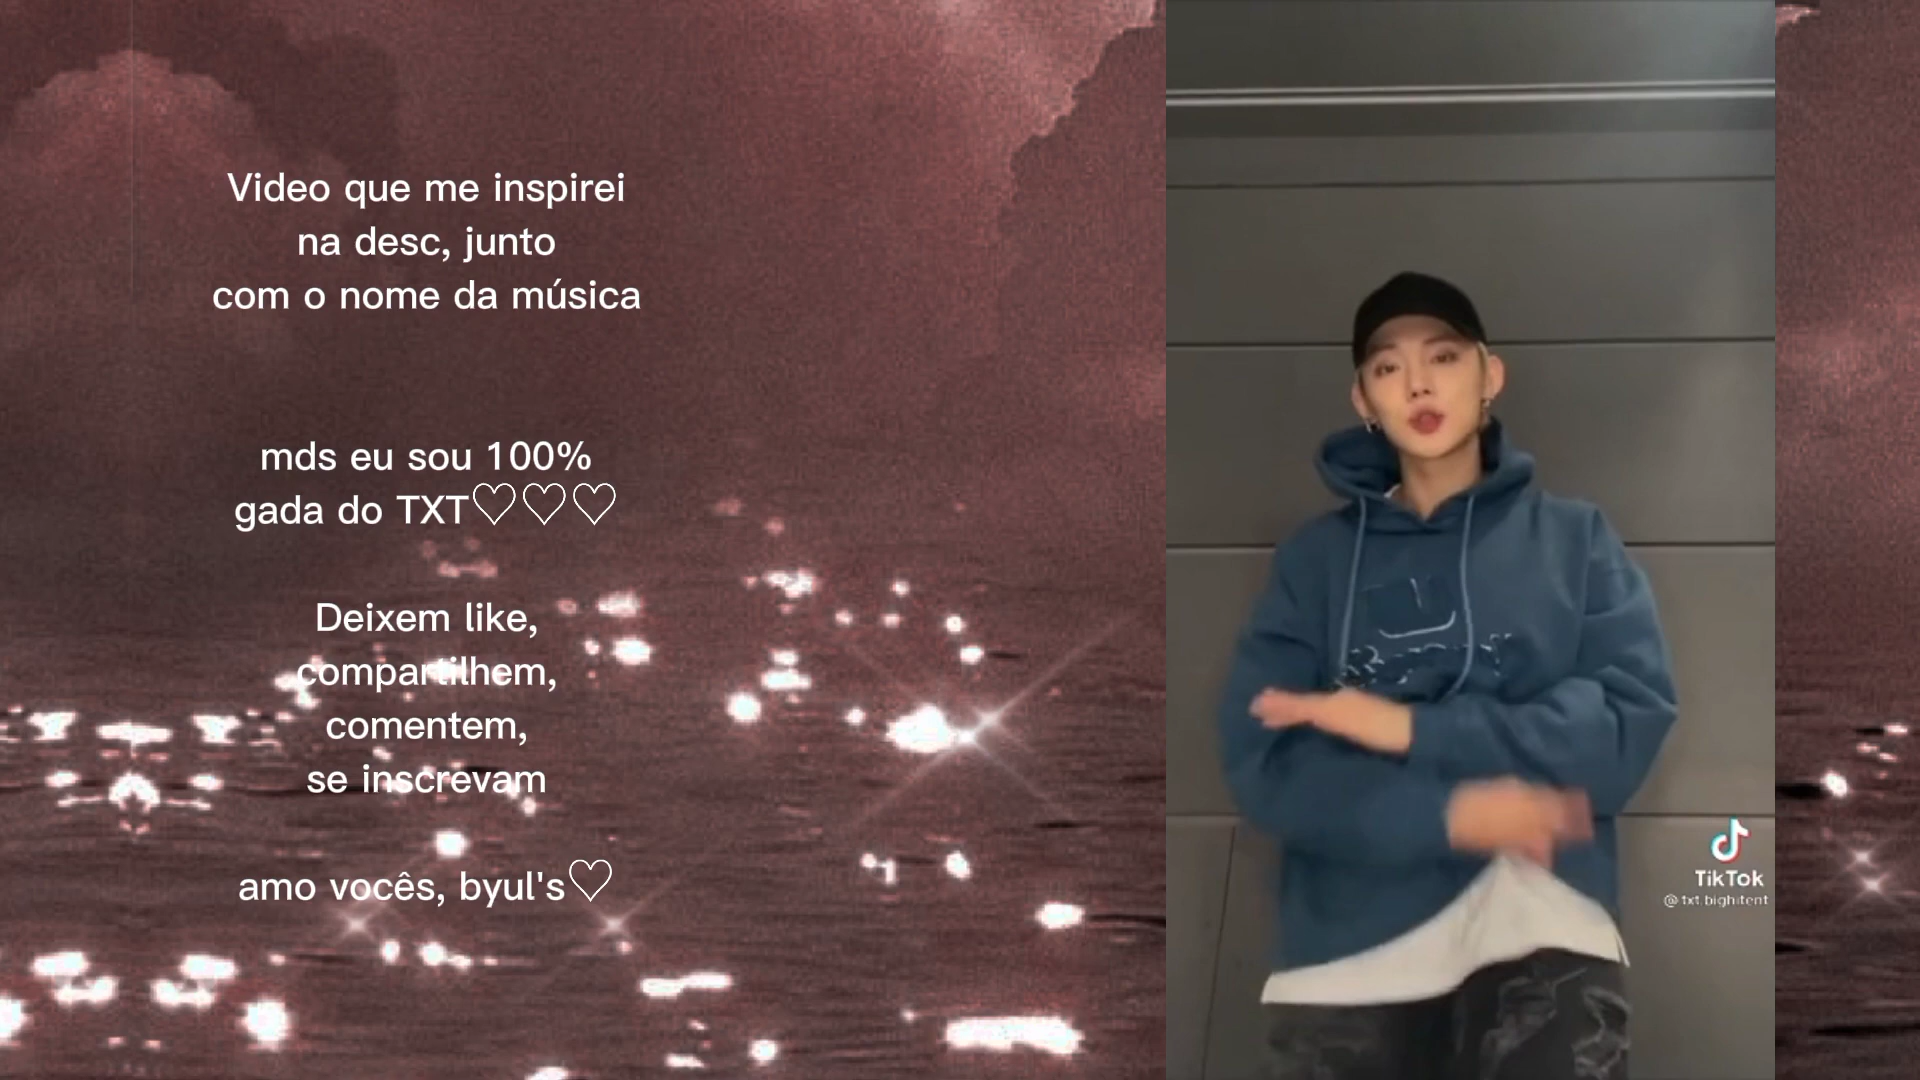 Video que me inspirei
na desc, junto
com o nome da música
mds eu sou 100%
gada do TXT♡♡♡
Deixem like,
compartilhem,
comentem,
se inscrevam
amo vocês, byul's♡
TikTok
@txt.bighitent